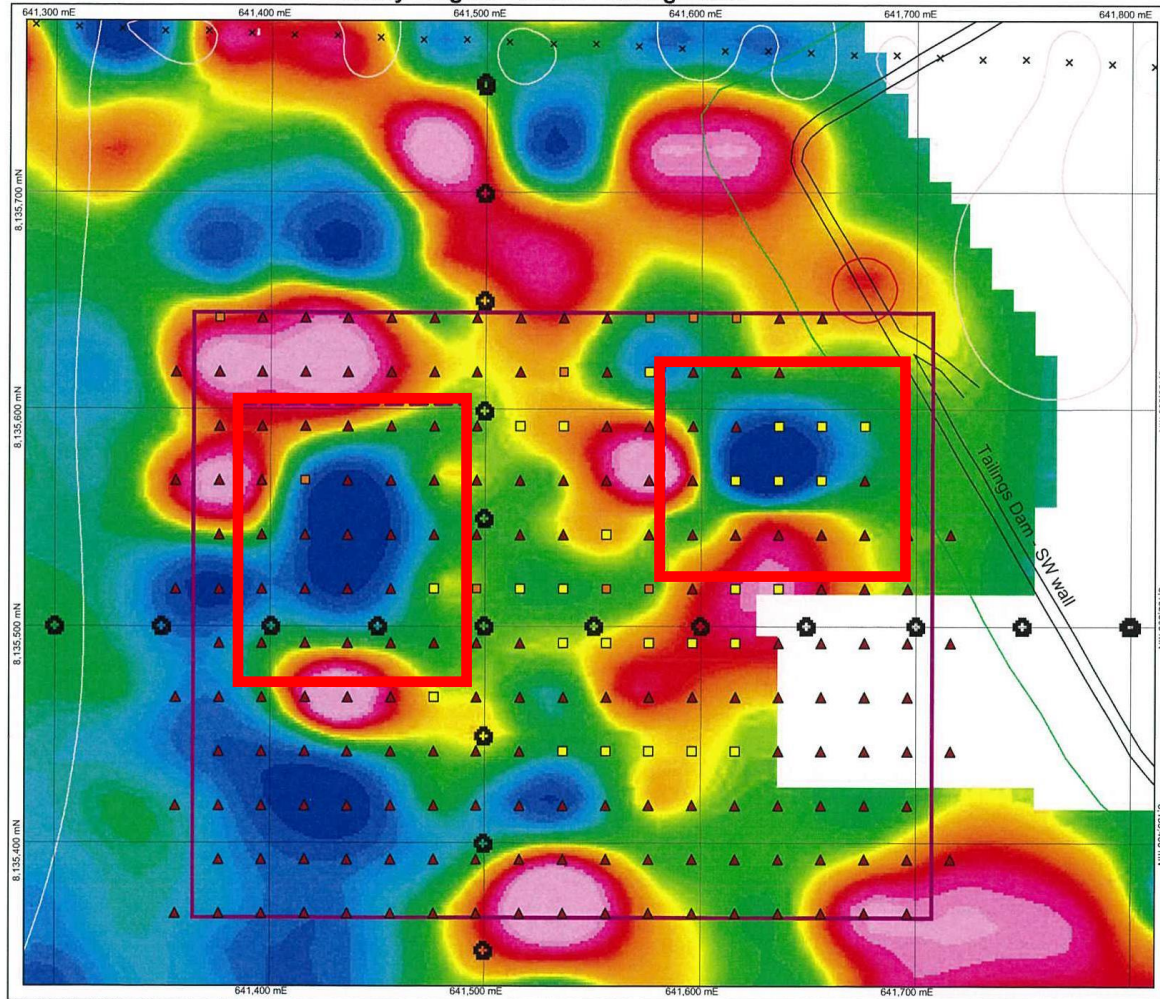 641,300 mE 641,400 mE 641,500 mE 641,600 mE 641,700 mE 641,800 mE
8,135,700 mN
8,135,600 mN
8,135,500 mN
8,135,400 mN
Tailings Dam - SW wall
641,400 mE 641,500 mE 641,600 mE 641,700 mE